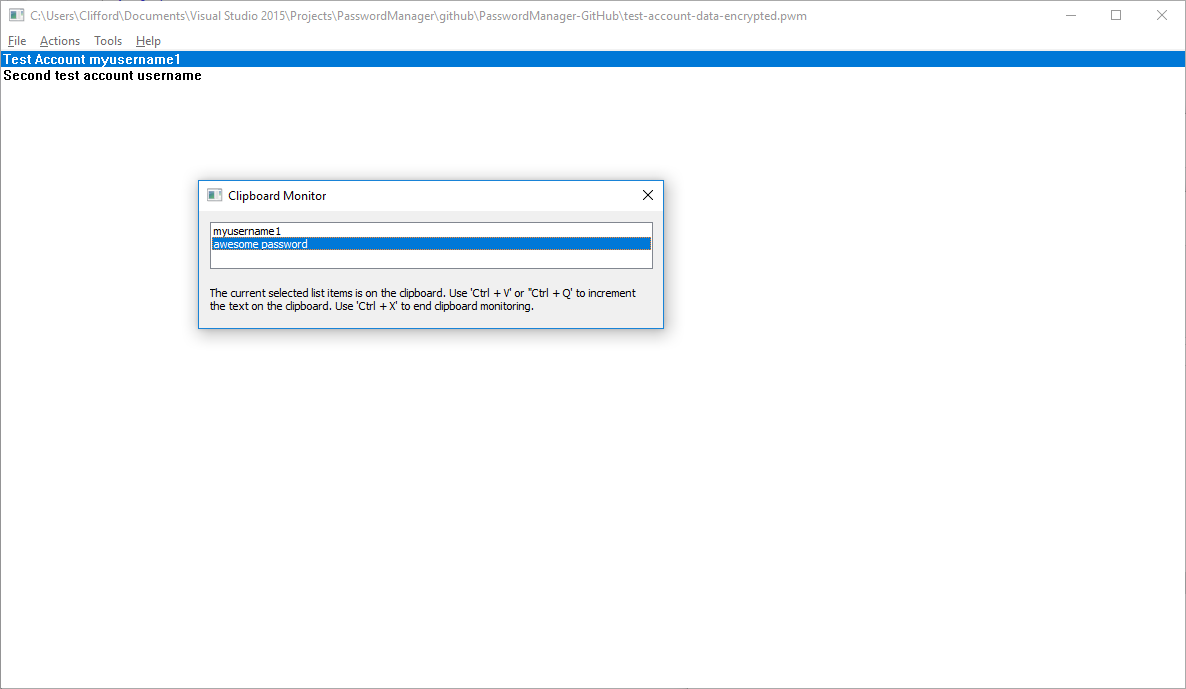 C:\Users\Clifford\Documents\Visual Studio 2015\Projects\PasswordManager\github\PasswordManager-GitHub\test-account-data-encrypted.pwm
File Actions Tools Help
Test Account myusername1
Second test account username
Clipboard Monitor
myusername1
awesome password
The current selected list items is on the clipboard. Use 'Ctrl + V' or "Ctrl + Q' to increment
the text on the clipboard. Use 'Ctrl + X' to end clipboard monitoring.